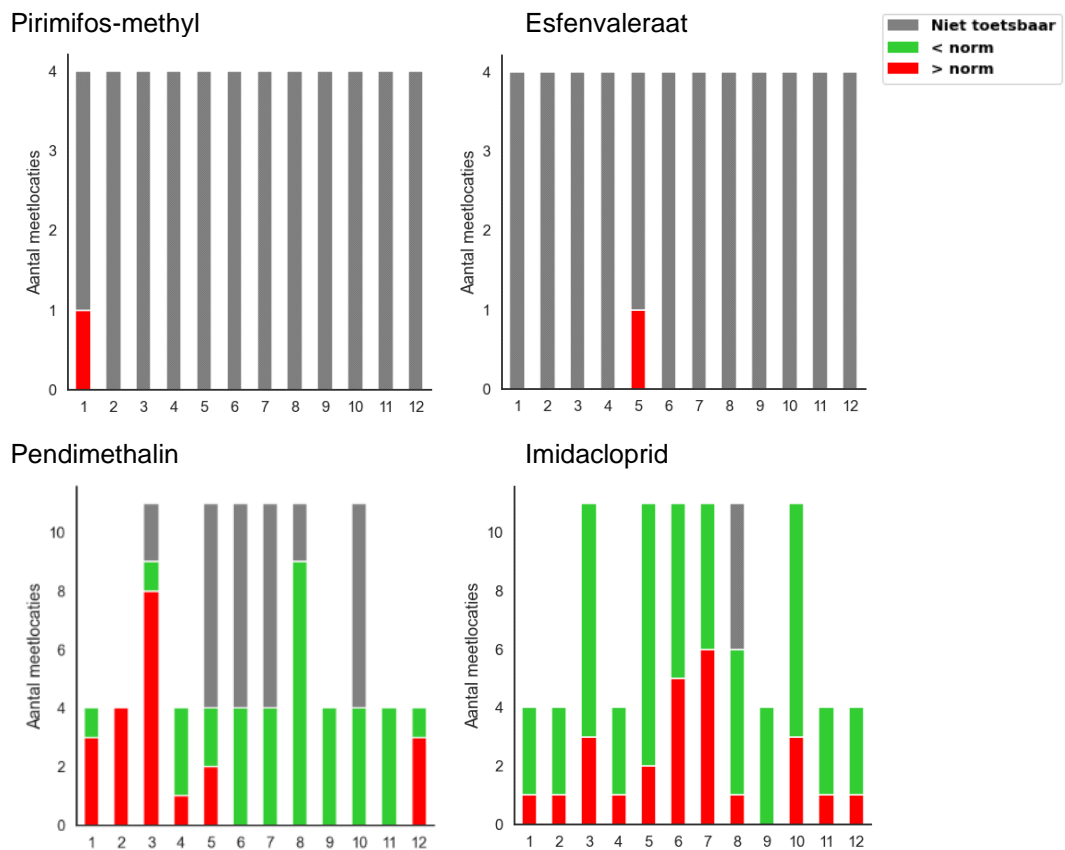 Pirimifos-methyl
Esfenvaleraat
Niet toetsbaar
< norm
> norm
Aantal meetlocaties
4
3
2
1
0
1 2 3 4 5 6 7 8 9 10 11 12
Aantal meetlocaties
4
3
2
1
0
1 2 3 4 5 6 7 8 9 10 11 12
Pendimethalin
Imidacloprid
Aantal meetlocaties
10
8
6
4
2
0
1 2 3 4 5 6 7 8 9 10 11 12
Aantal meetlocaties
10
8
6
4
2
0
1 2 3 4 5 6 7 8 9 10 11 12